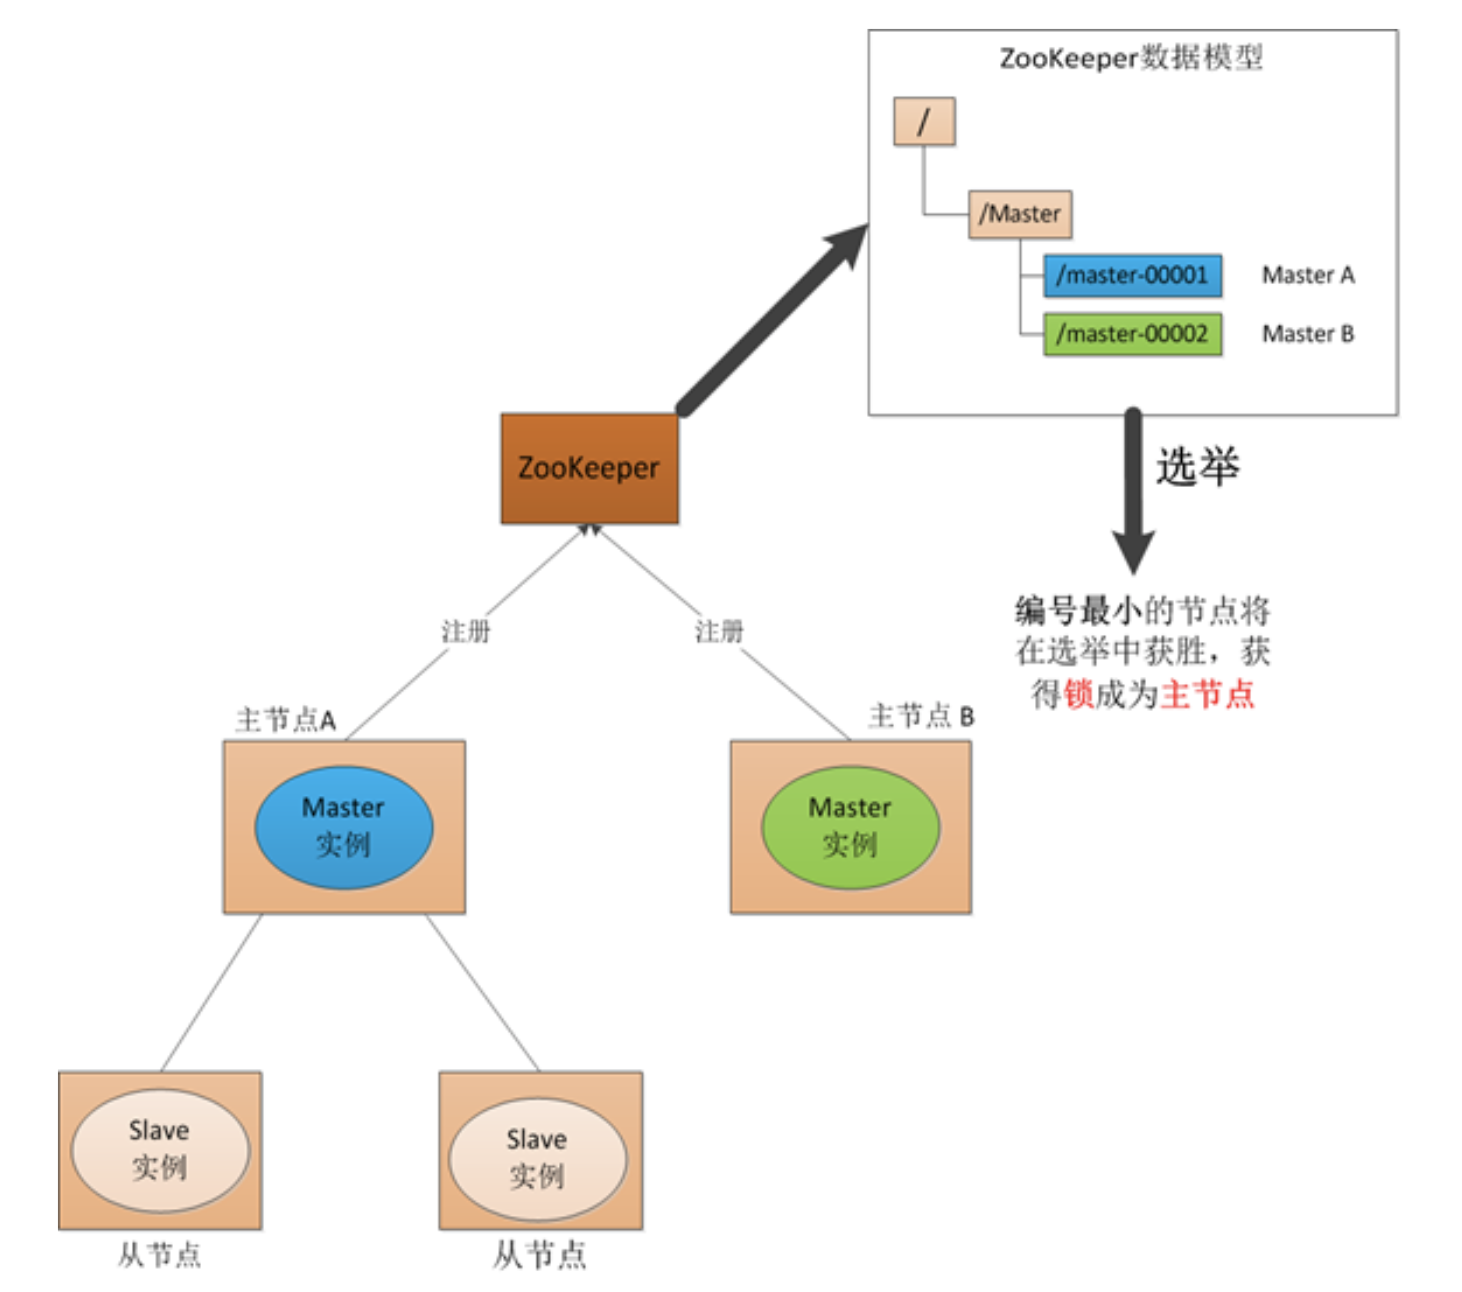 ZooKeeper数据模型
/
/Master
/master-00001 Master A
/master-00002 Master B
ZooKeeper
选举
编号最小的节点将
在选举中获胜，获
得锁成为主节点
注册 注册
主节点A 主节点 B
Master Master
实例 实例
Slave Slave
实例 实例
从节点 从节点